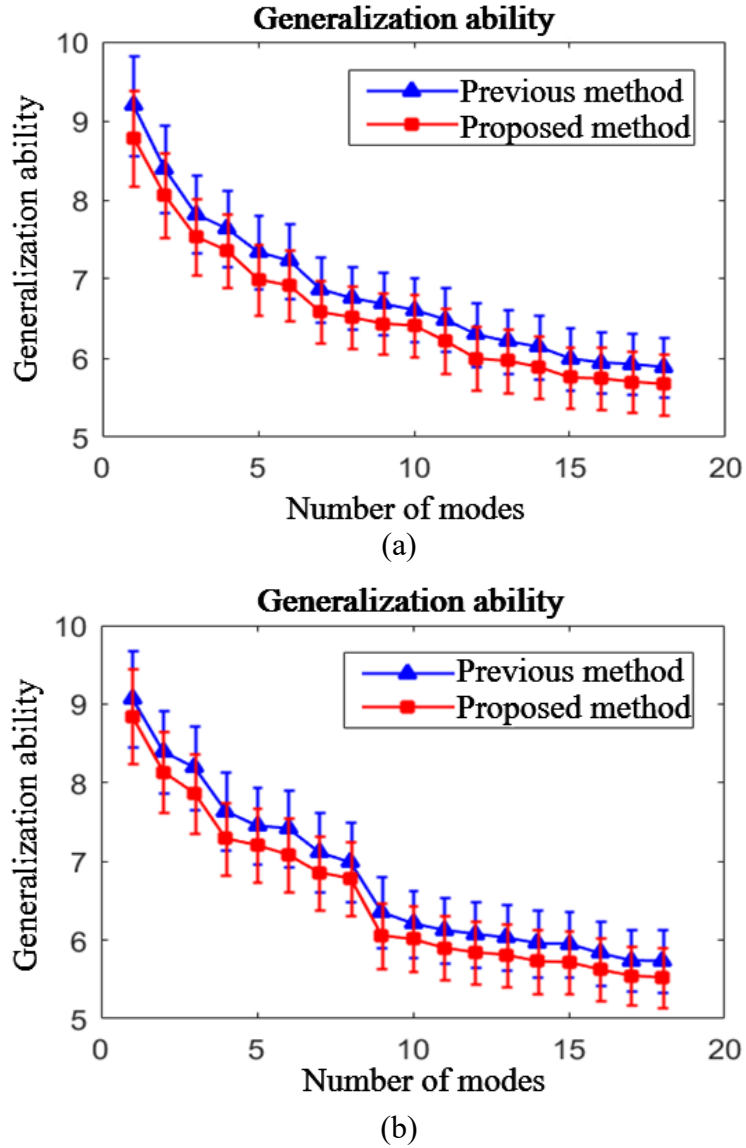 Generalization ability
10
9
8
7
6
5
Generalization ability
Previous method
Proposed method
0
5
10
15
20
Number of modes
(a)
Generalization ability
10
9
8
7
6
5
Generalization ability
Previous method
Proposed method
0
5
10
15
20
Number of modes
(b)